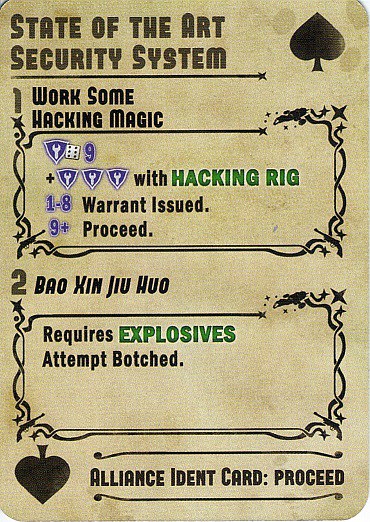 STATE OF THE ART
SECURITY SYSTEM
1 WORK SOME
HACKING MAGIC
9
+ with HACKING RIG
1-8 Warrant Issued.
9+ Proceed.
2 BAO XIN JIU HUO
Requires EXPLOSIVES
Attempt Botched.
ALLIANCE IDENT CARD: PROCEED